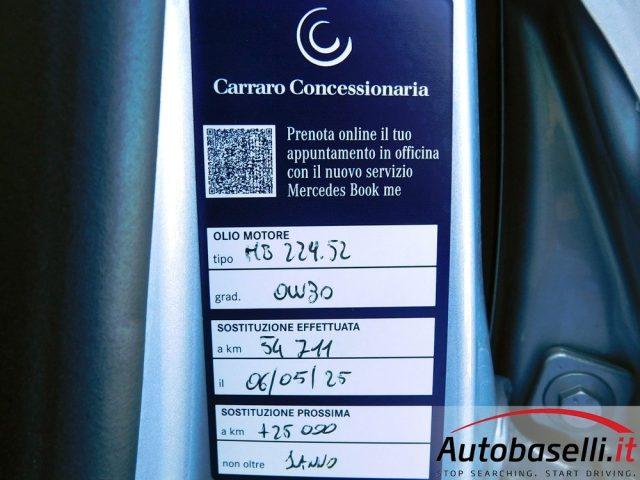 Carraro Concessionaria
Prenota online il tuo
appuntamento in officina
con il nuovo servizio
Mercedes Book me
OLIO MOTORE
tipo MB 229.52
grad. 0W30
SOSTITUZIONE EFFETTUATA
a km 54 711
il 06/05/25
SOSTITUZIONE PROSSIMA
a km +25 000
non oltre 1 ANNO
Autobaselli.it
STOP SEARCHING. START DRIVING.